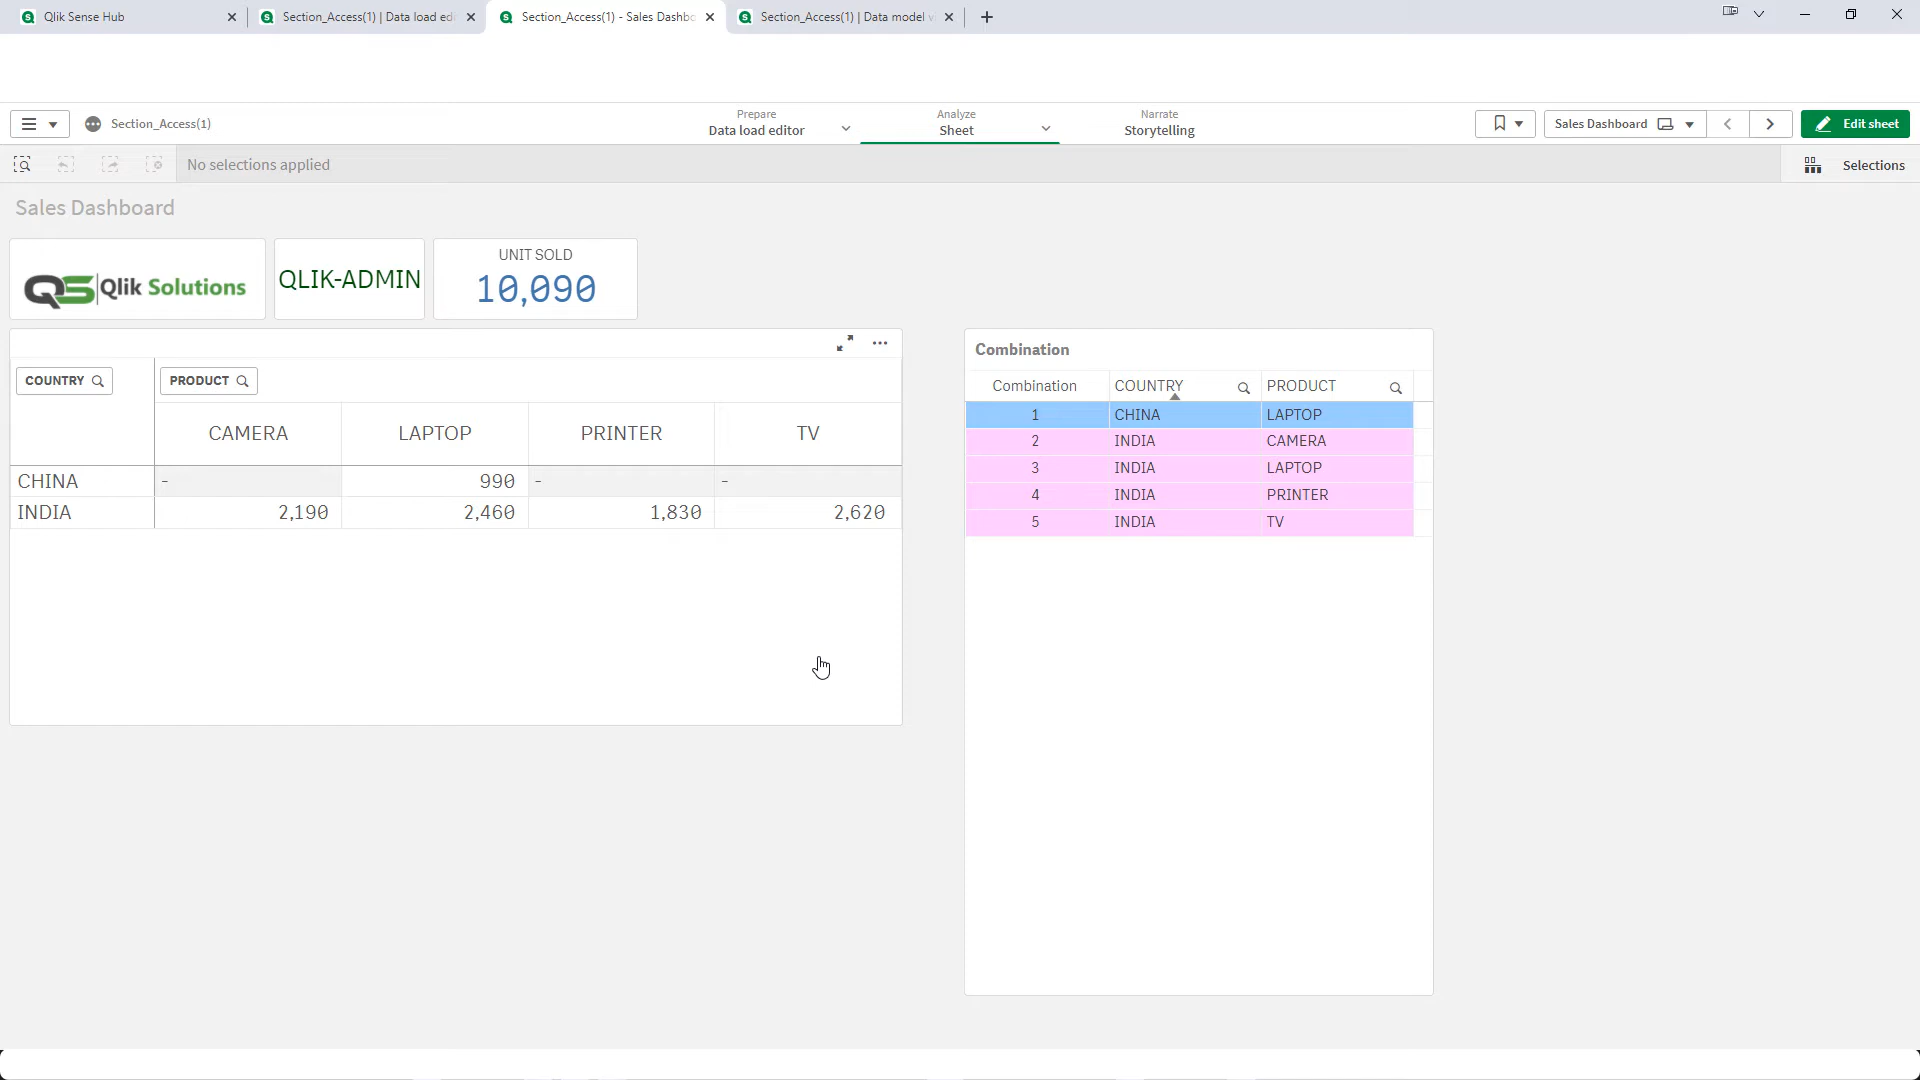 Qlik Sense Hub
Section_Access(1) | Data load edi
Section_Access(1) - Sales Dashbo
Section_Access(1) | Data model v
Section_Access(1)
Prepare
Data load editor
Analyze
Sheet
Narrate
Storytelling
Sales Dashboard
Edit sheet
No selections applied
Selections
Sales Dashboard
QS Qlik Solutions
QLIK-ADMIN
UNIT SOLD
10,090
COUNTRY PRODUCT
CAMERA LAPTOP PRINTER TV
CHINA - 990 - -
INDIA 2,190 2,460 1,830 2,620
Combination
Combination COUNTRY PRODUCT
1 CHINA LAPTOP
2 INDIA CAMERA
3 INDIA LAPTOP
4 INDIA PRINTER
5 INDIA TV